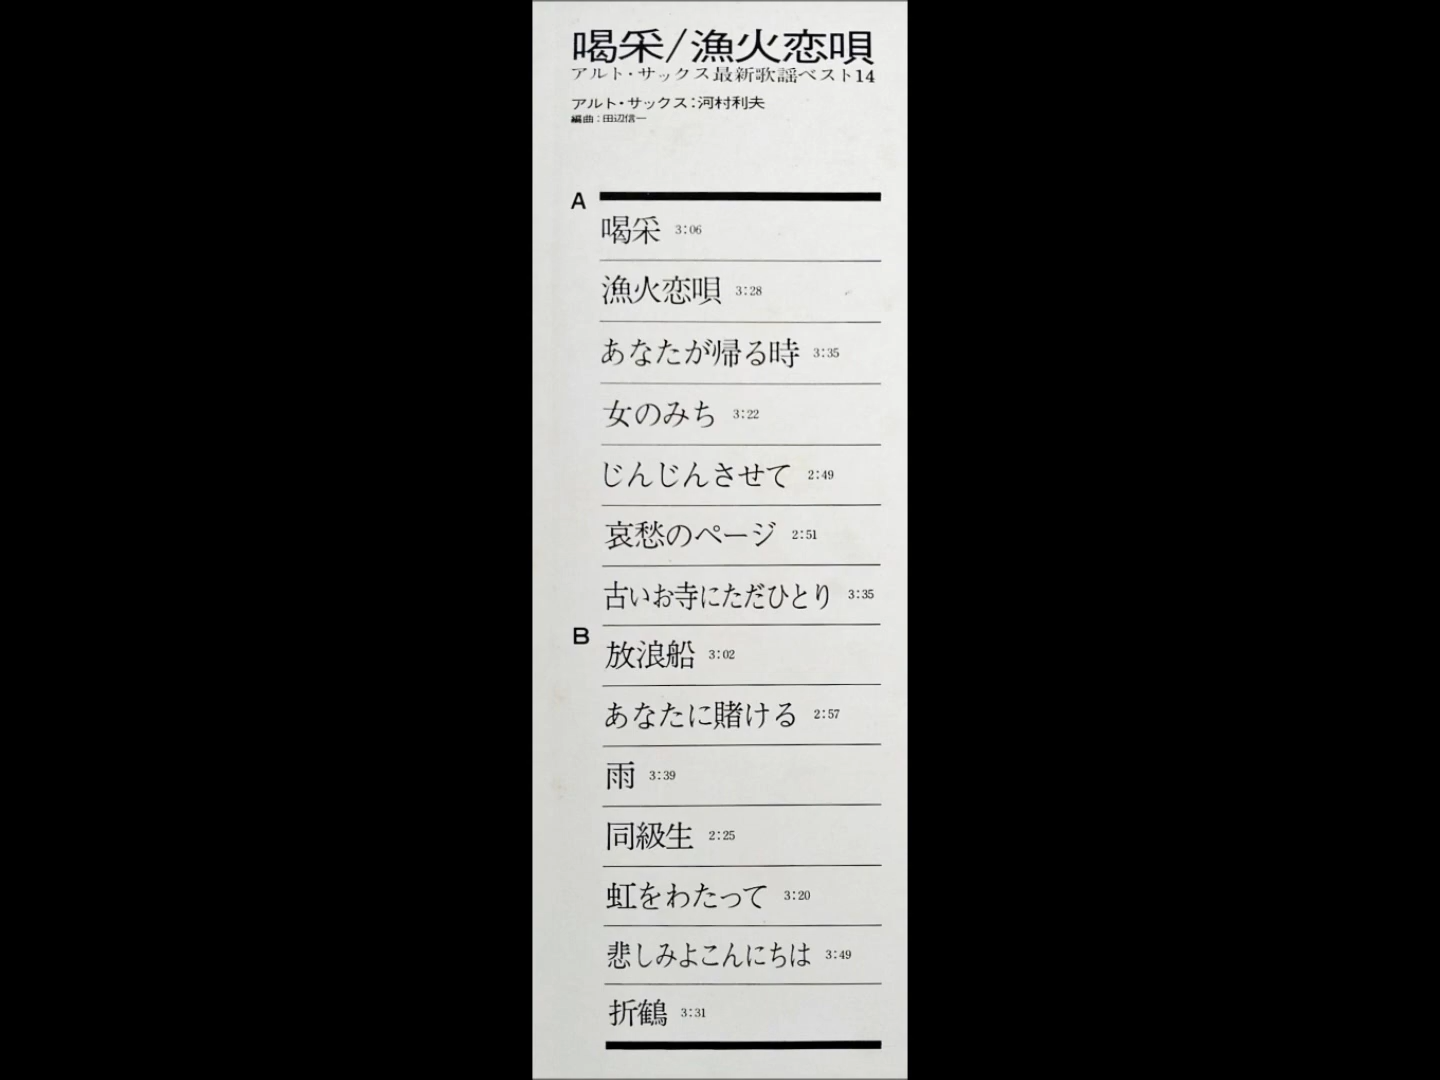 喝采/漁火恋唄
アルト・サックス最新歌謡ベスト14
アルト・サックス:河村利夫
編曲:田辺信一
A
喝采 3:06
漁火恋唄 3:28
あなたが帰る時 3:35
女のみち 3:22
じんじんさせて 2:49
哀愁のページ 2:51
古いお寺にただひとり 3:35
B
放浪船 3:02
あなたに賭ける 2:57
雨 3:39
同級生 2:25
虹をわたって 3:20
悲しみよこんにちは 3:49
折鶴 3:31